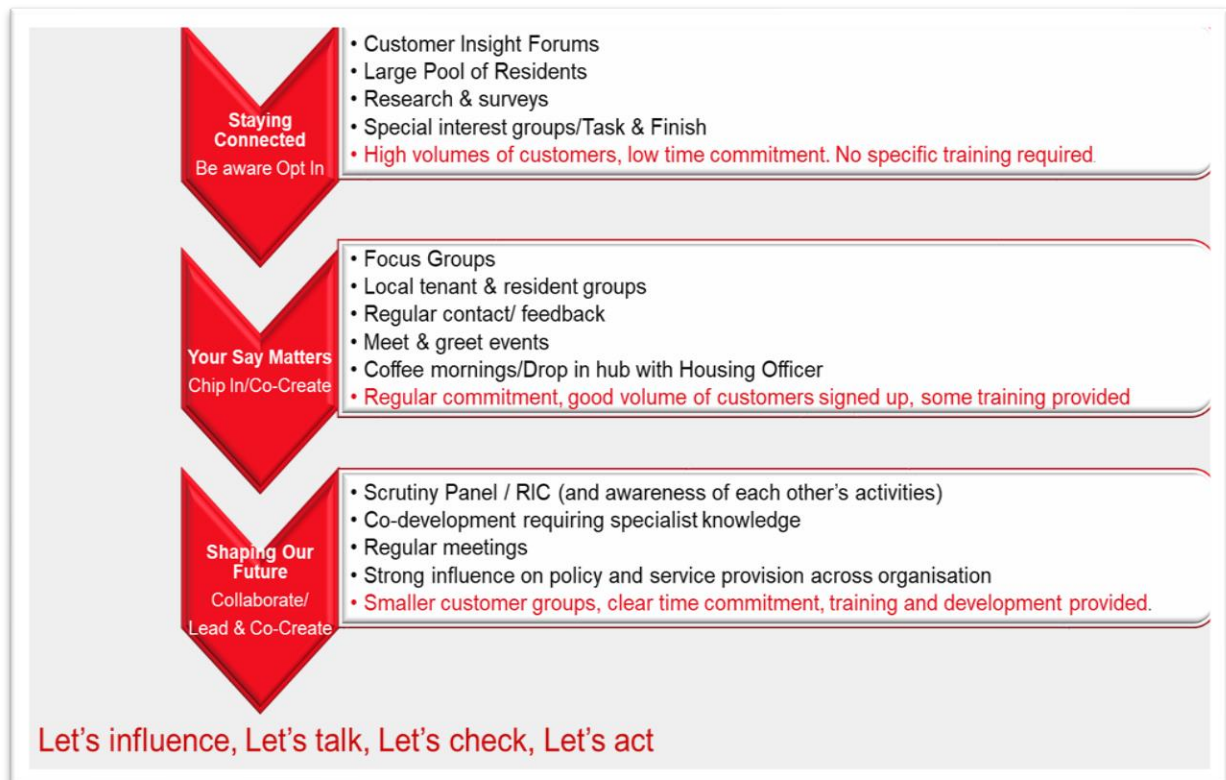 Staying
Connected
Be aware Opt In
• Customer Insight Forums
• Large Pool of Residents
• Research & surveys
• Special interest groups/Task & Finish
• High volumes of customers, low time commitment. No specific training required.
Your Say Matters
Chip In/Co-Create
• Focus Groups
• Local tenant & resident groups
• Regular contact/ feedback
• Meet & greet events
• Coffee mornings/Drop in hub with Housing Officer
• Regular commitment, good volume of customers signed up, some training provided
Shaping Our
Future
Collaborate/
Lead & Co-Create
• Scrutiny Panel / RIC (and awareness of each other’s activities)
• Co-development requiring specialist knowledge
• Regular meetings
• Strong influence on policy and service provision across organisation
• Smaller customer groups, clear time commitment, training and development provided.
Let’s influence, Let’s talk, Let’s check, Let’s act